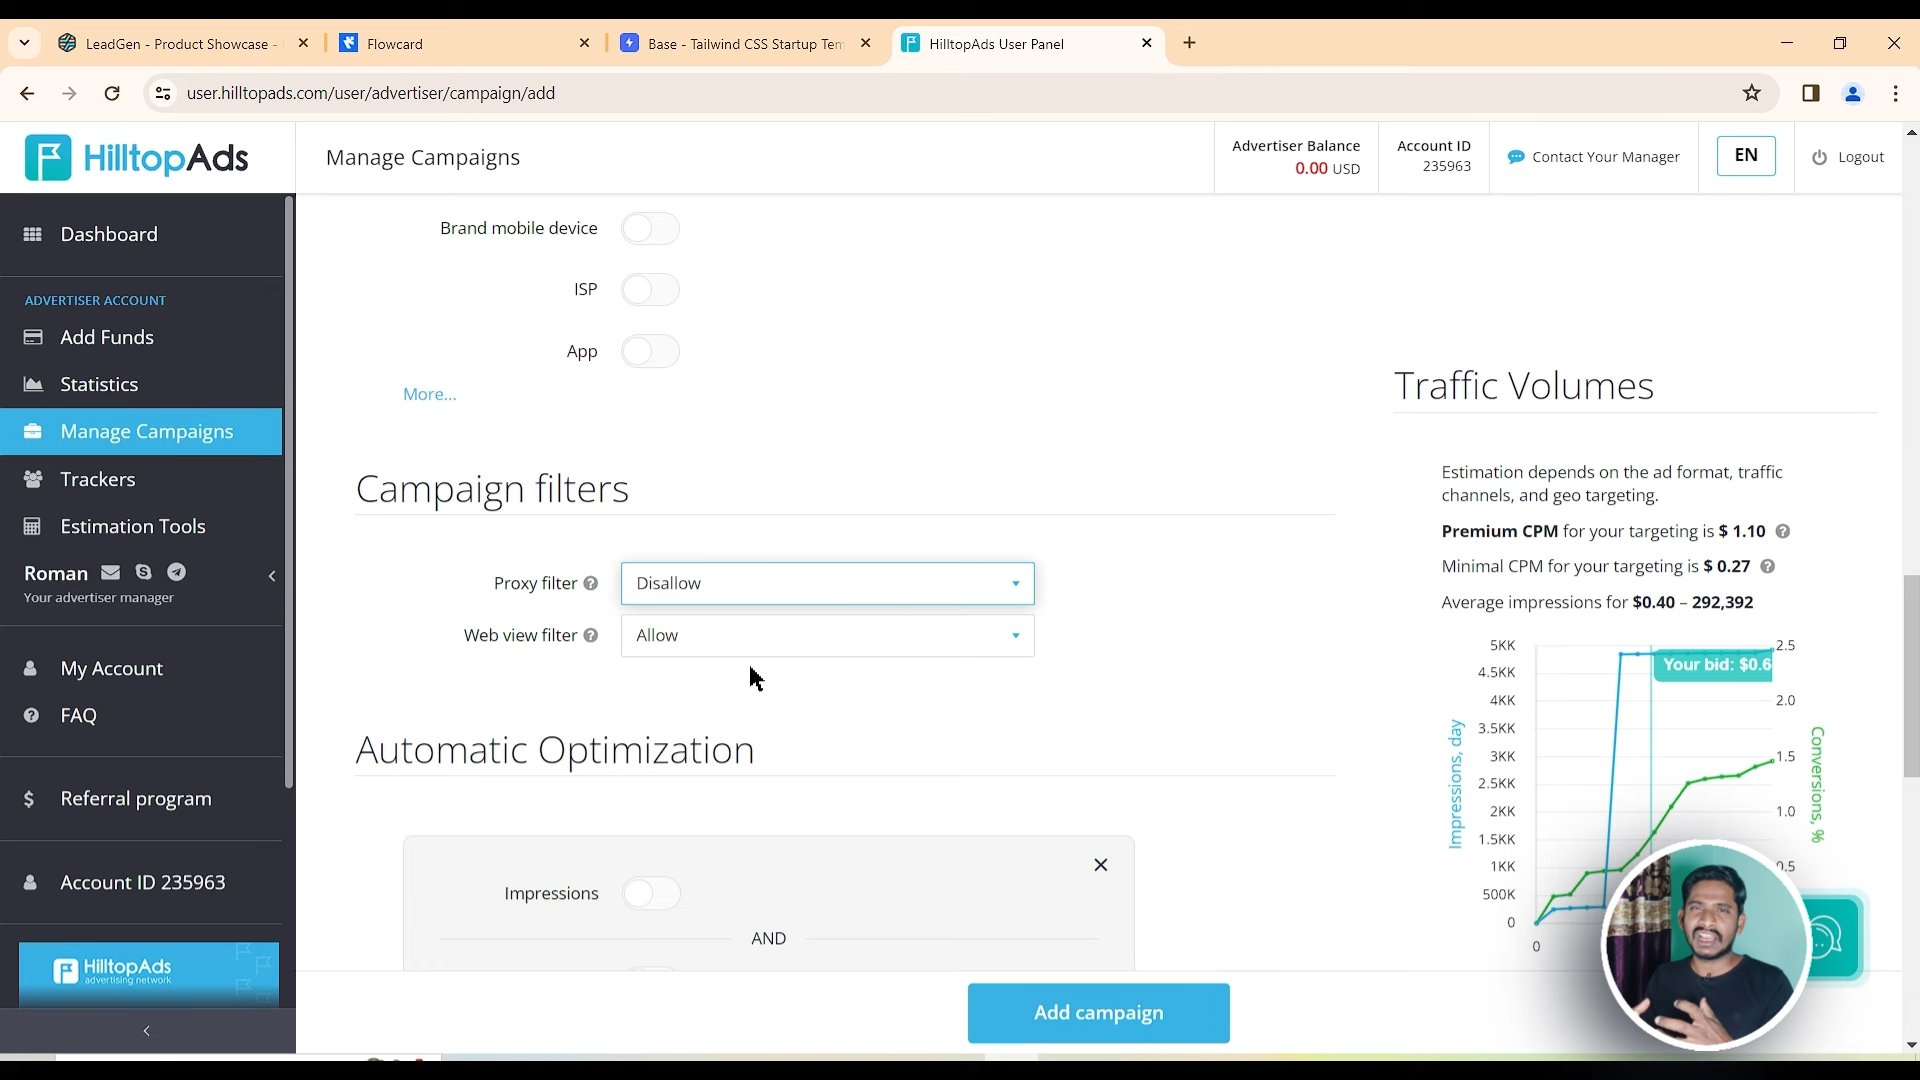 LeadGen - Product Showcase -
Flowcard
Base - Tailwind CSS Startup Tem
HilltopAds User Panel
user.hilltopads.com/user/advertiser/campaign/add
HilltopAds
Manage Campaigns
Advertiser Balance
0.00 USD
Account ID
235963
Contact Your Manager
EN
Logout
Dashboard
ADVERTISER ACCOUNT
Add Funds
Statistics
Manage Campaigns
Trackers
Estimation Tools
Roman
Your advertiser manager
My Account
FAQ
Referral program
Account ID 235963
HilltopAds
advertising network
Brand mobile device
ISP
App
More...
Campaign filters
Proxy filter
Disallow
Web view filter
Allow
Automatic Optimization
Impressions
AND
Add campaign
Traffic Volumes
Estimation depends on the ad format, traffic
channels, and geo targeting.
Premium CPM for your targeting is $ 1.10
Minimal CPM for your targeting is $ 0.27
Average impressions for $0.40 – 292,392
Your bid: $0.6
Impressions, day
5KK
4.5KK
4KK
3.5KK
3KK
2.5KK
2KK
1.5KK
1KK
500K
0
0
2.5
2.0
1.5
1.0
0.5
Conversions, %